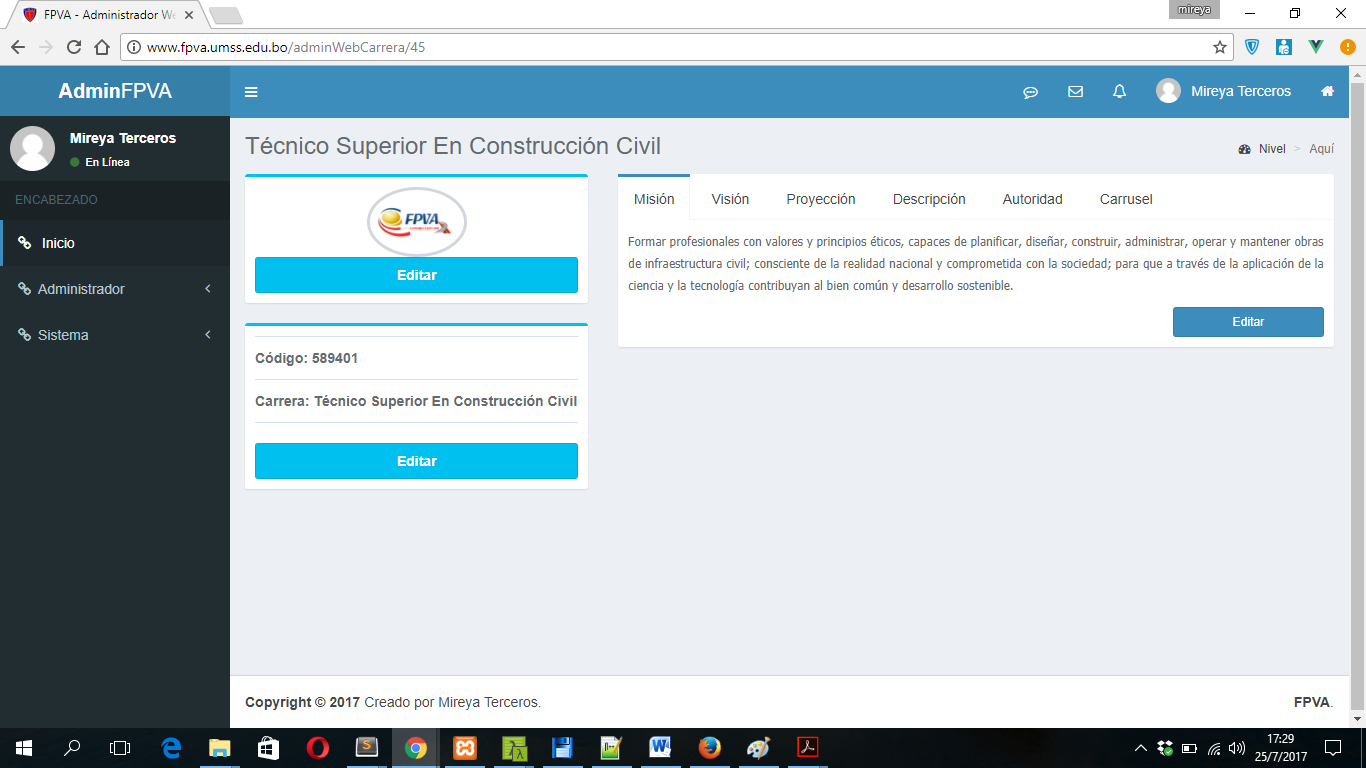 FPVA - Administrador We
mireya
www.fpva.umss.edu.bo/adminWebCarrera/45
AdminFPVA
Mireya Terceros
Mireya Terceros
En Línea
ENCABEZADO
Inicio
Administrador
Sistema
Técnico Superior En Construcción Civil
Nivel > Aquí
FPVA
Editar
Código: 589401
Carrera: Técnico Superior En Construcción Civil
Editar
Misión Visión Proyección Descripción Autoridad Carrusel
Formar profesionales con valores y principios éticos, capaces de planificar, diseñar, construir, administrar, operar y mantener obras
de infraestructura civil; consciente de la realidad nacional y comprometida con la sociedad; para que a través de la aplicación de la
ciencia y la tecnología contribuyan al bien común y desarrollo sostenible.
Editar
Copyright © 2017 Creado por Mireya Terceros.
FPVA.
17:29
25/7/2017